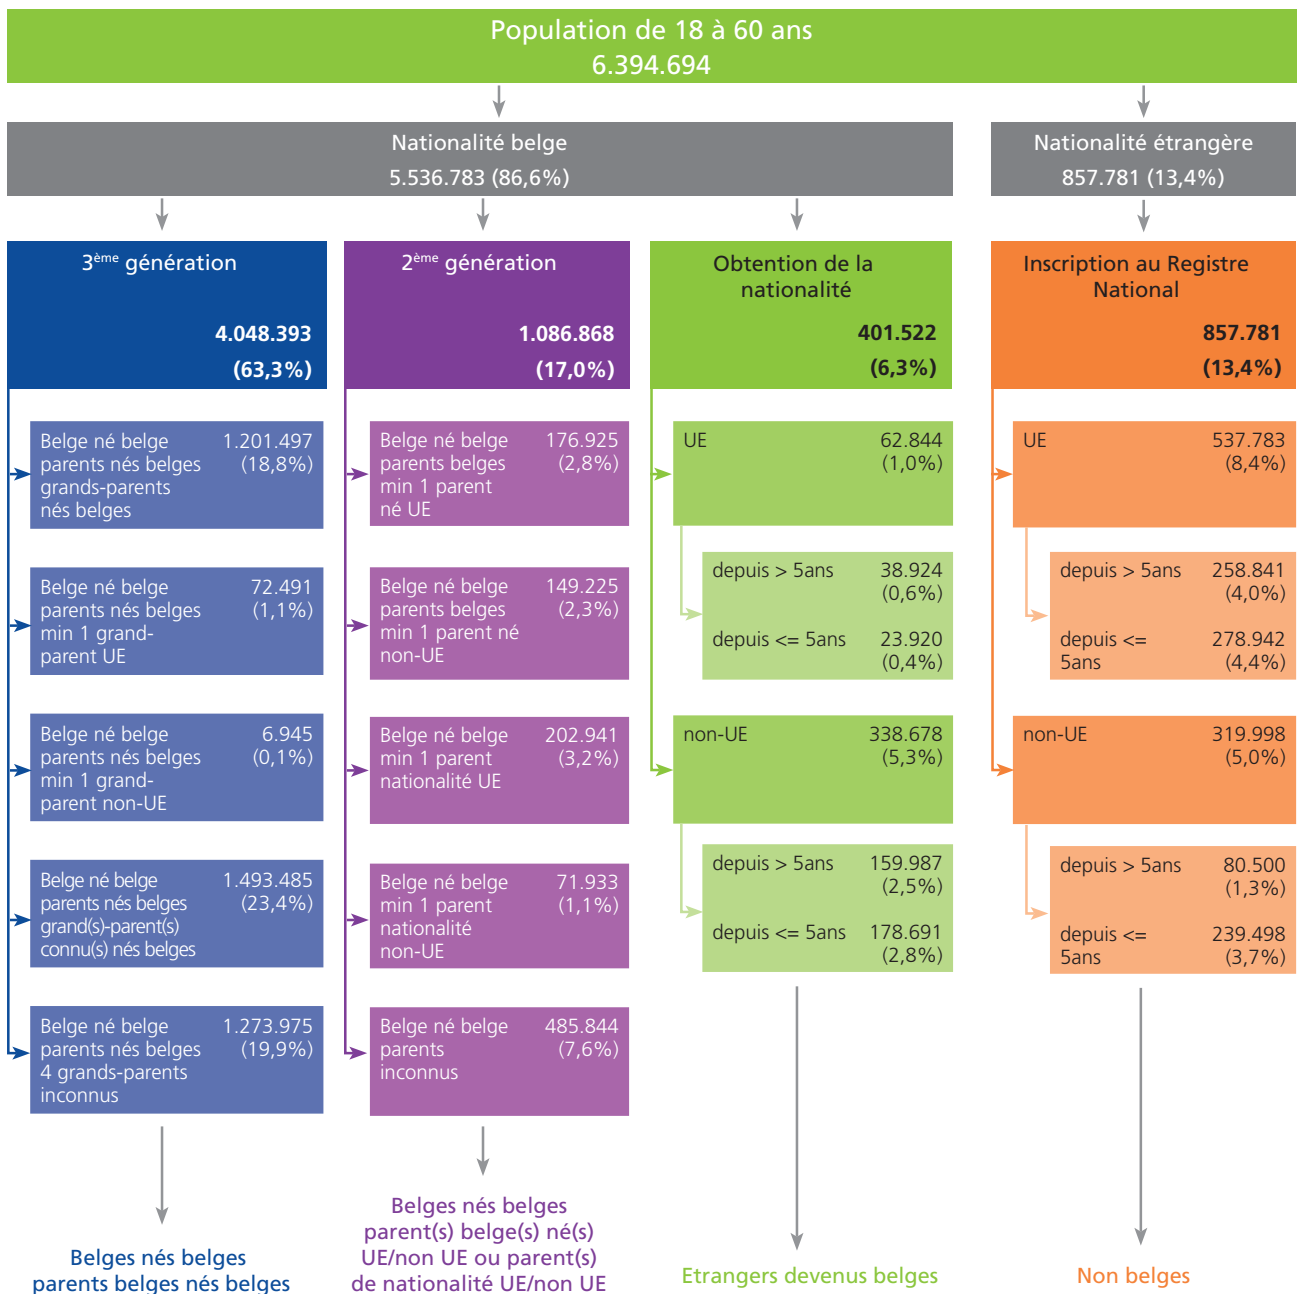 Population de 18 à 60 ans
6.394.694
Nationalité belge
5.536.783 (86,6%)
Nationalité étrangère
857.781 (13,4%)
3ème génération
4.048.393
(63,3%)
Belge né belge 1.201.497
parents nés belges (18,8%)
grands-parents
nés belges
Belge né belge 72.491
parents nés belges (1,1%)
min 1 grand-
parent UE
Belge né belge 6.945
parents nés belges (0,1%)
min 1 grand-
parent non-UE
Belge né belge 1.493.485
parents nés belges (23,4%)
grand(s)-parent(s)
connu(s) nés belges
Belge né belge 1.273.975
parents nés belges (19,9%)
4 grands-parents
inconnus
Belges nés belges
parents belges nés belges
2ème génération
1.086.868
(17,0%)
Belge né belge 176.925
parents belges (2,8%)
min 1 parent
né UE
Belge né belge 149.225
parents belges (2,3%)
min 1 parent né
non-UE
Belge né belge 202.941
min 1 parent (3,2%)
nationalité UE
Belge né belge 71.933
min 1 parent (1,1%)
nationalité
non-UE
Belge né belge 485.844
parents (7,6%)
inconnus
Belges nés belges
parent(s) belge(s) né(s)
UE/non UE ou parent(s)
de nationalité UE/non UE
Obtention de la
nationalité
401.522
(6,3%)
UE 62.844
(1,0%)
depuis > 5ans 38.924
(0,6%)
depuis <= 5ans 23.920
(0,4%)
non-UE 338.678
(5,3%)
depuis > 5ans 159.987
(2,5%)
depuis <= 5ans 178.691
(2,8%)
Etrangers devenus belges
Inscription au Registre
National
857.781
(13,4%)
UE 537.783
(8,4%)
depuis > 5ans 258.841
(4,0%)
depuis <= 278.942
5ans (4,4%)
non-UE 319.998
(5,0%)
depuis > 5ans 80.500
(1,3%)
depuis <= 239.498
5ans (3,7%)
Non belges